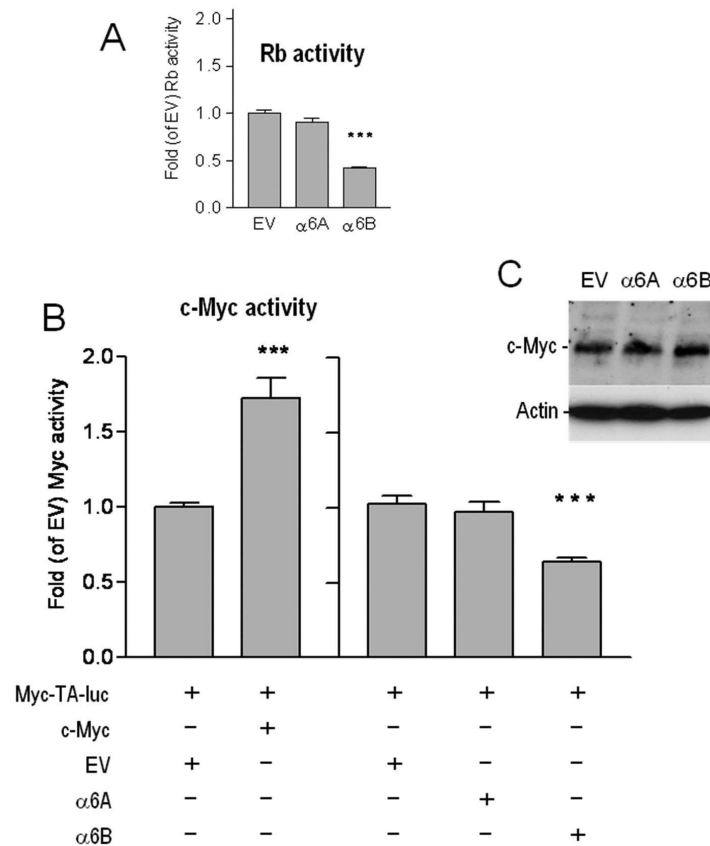 A
Rb activity
Fold (of EV) Rb activity
2.0
1.5
1.0
0.5
0.0
***
EV α6A α6B
B
c-Myc activity
Fold (of EV) Myc activity
2.0
1.5
1.0
0.5
0.0
***
***
Myc-TA-luc + + + + +
c-Myc – + – – –
EV + – + – –
α6A – – – + –
α6B – – – – +
C
EV α6A α6B
c-Myc -
Actin -